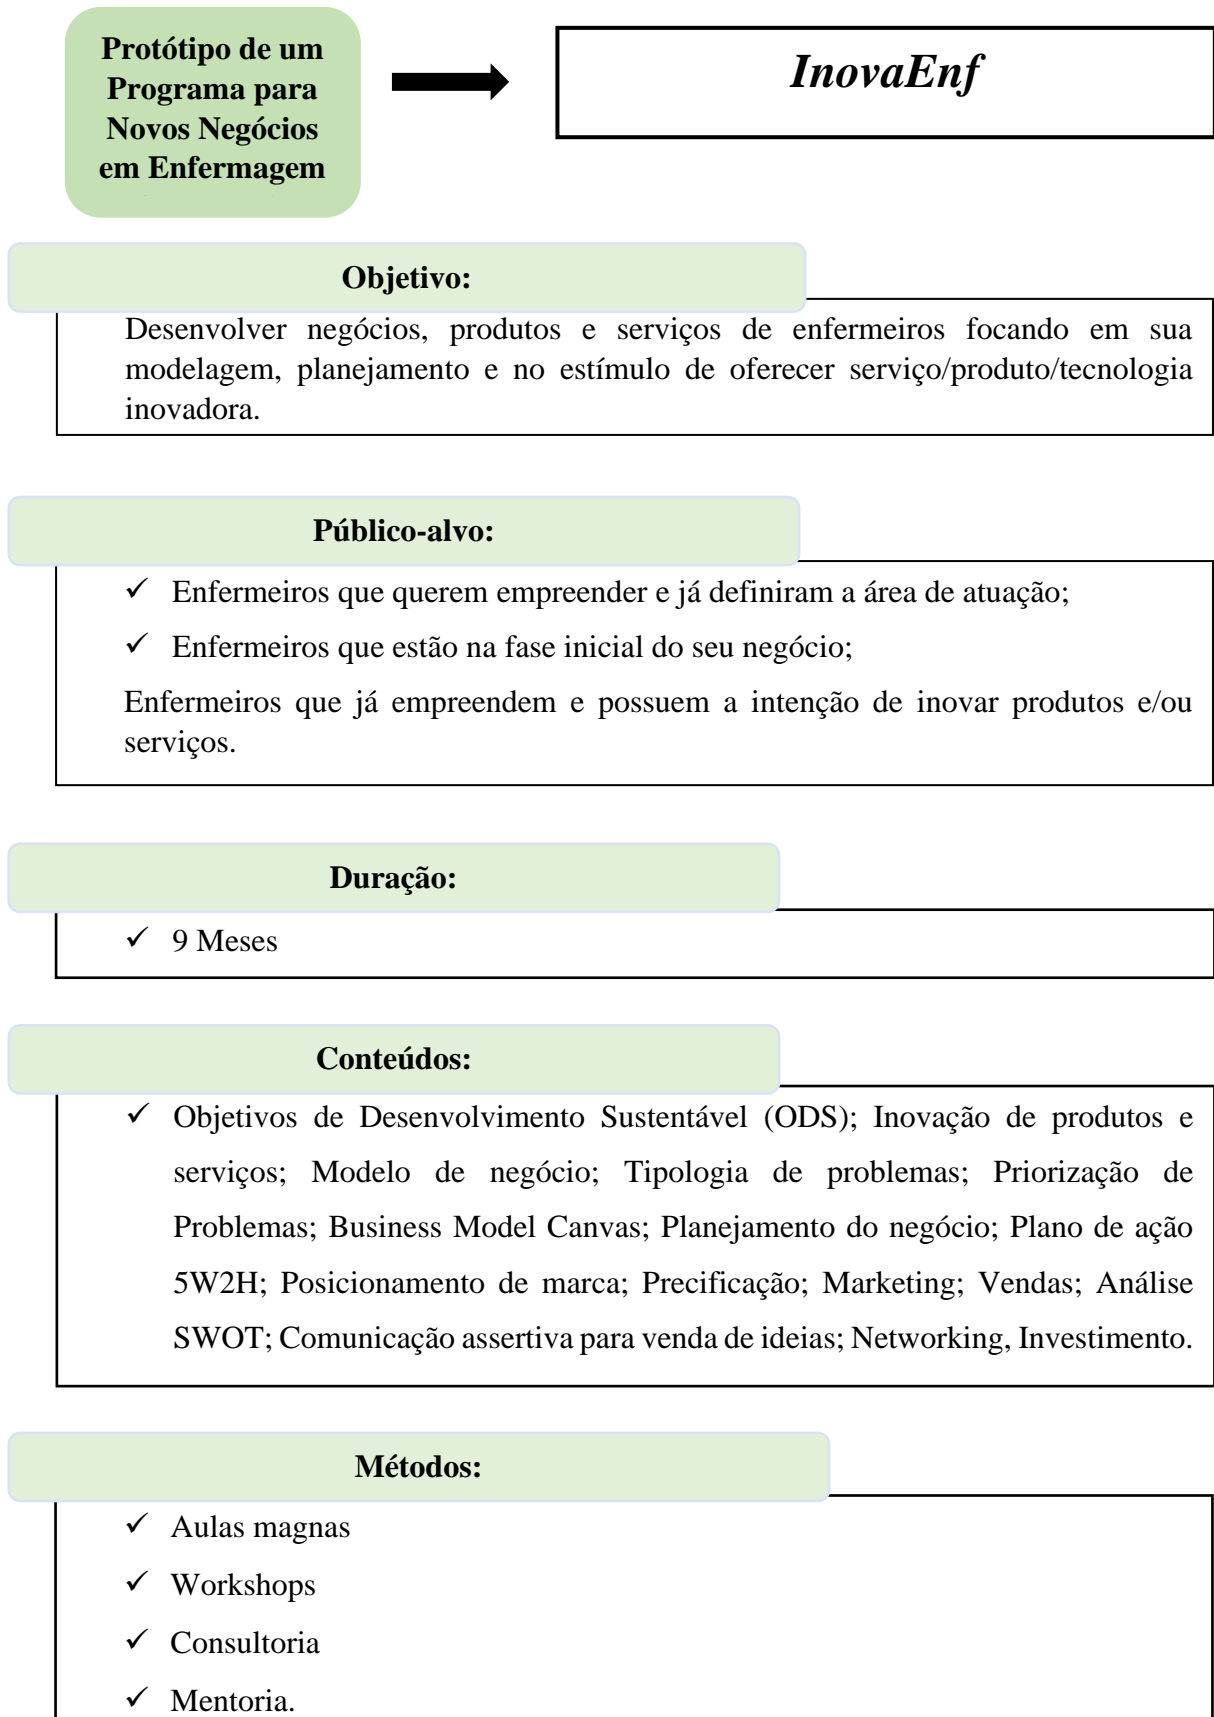 Protótipo de um
Programa para
Novos Negócios
em Enfermagem
InovaEnf
Objetivo:
Desenvolver negócios, produtos e serviços de enfermeiros focando em sua
modelagem, planejamento e no estímulo de oferecer serviço/produto/tecnologia
inovadora.
Público-alvo:
✓ Enfermeiros que querem empreender e já definiram a área de atuação;
✓ Enfermeiros que estão na fase inicial do seu negócio;
Enfermeiros que já empreendem e possuem a intenção de inovar produtos e/ou
serviços.
Duração:
✓ 9 Meses
Conteúdos:
✓ Objetivos de Desenvolvimento Sustentável (ODS); Inovação de produtos e
serviços; Modelo de negócio; Tipologia de problemas; Priorização de
Problemas; Business Model Canvas; Planejamento do negócio; Plano de ação
5W2H; Posicionamento de marca; Precificação; Marketing; Vendas; Análise
SWOT; Comunicação assertiva para venda de ideias; Networking, Investimento.
Métodos:
✓ Aulas magnas
✓ Workshops
✓ Consultoria
✓ Mentoria.